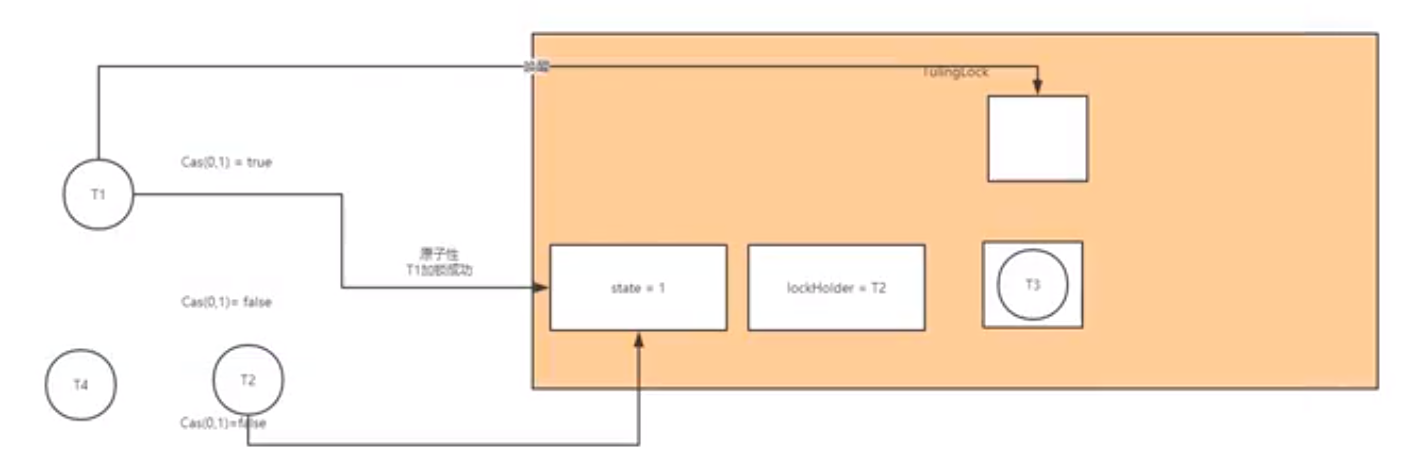 TulingLock
Cas(0,1) = true
T1
原子性
T1加锁成功
state = 1
lockHolder = T2
T3
Cas(0,1)= false
T4
T2
Cas(0,1)=false